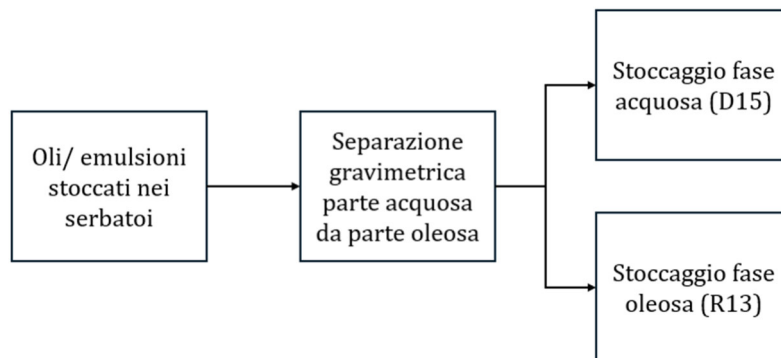 Oli/ emulsioni
stoccati nei
serbatoi
Separazione
gravimetrica
parte acquosa
da parte oleosa
Stoccaggio fase
acquosa (D15)
Stoccaggio fase
oleosa (R13)